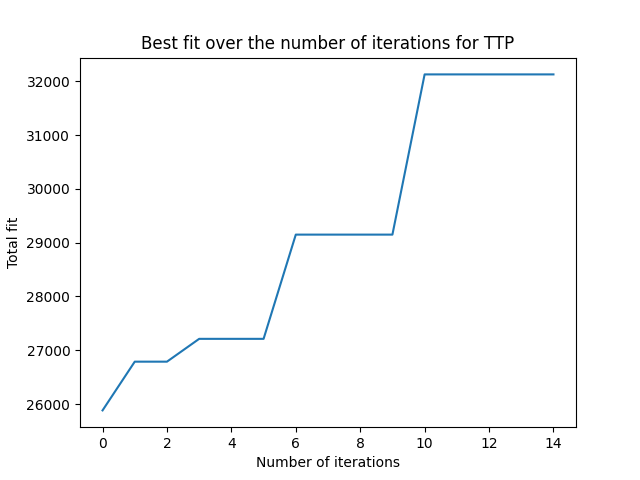 Best fit over the number of iterations for TTP
32000
31000
30000
29000
28000
27000
26000
Total fit
0 2 4 6 8 10 12 14
Number of iterations